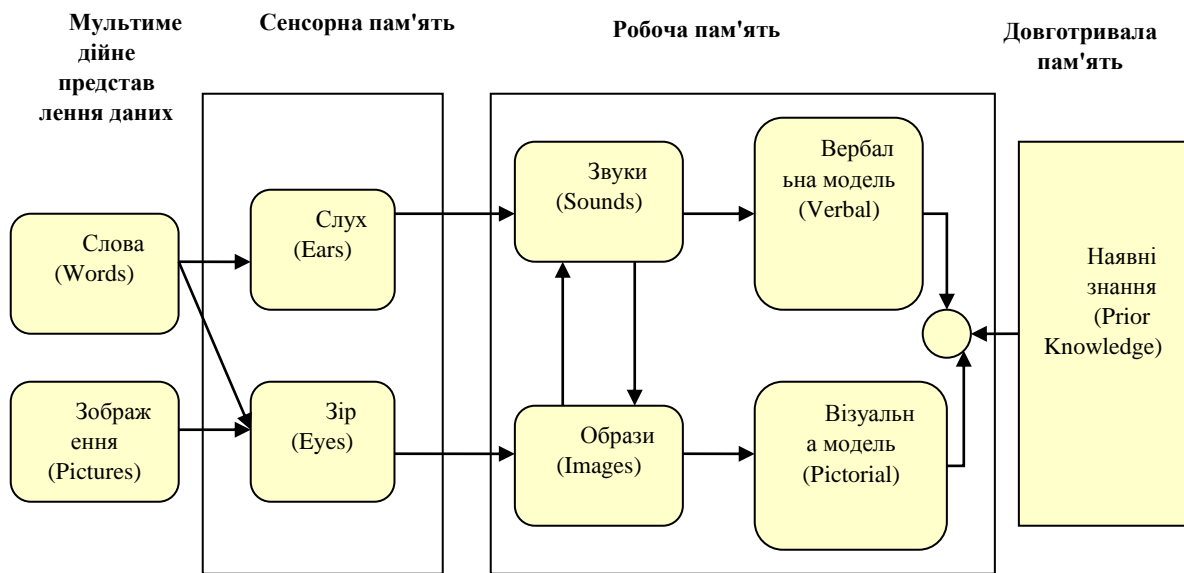 Мультиме
дійне
представ
лення даних
Сенсорна пам'ять
Робоча пам'ять
Довготривала
пам'ять
Слова
(Words)
Зображ
ення
(Pictures)
Слух
(Ears)
Зір
(Eyes)
Звуки
(Sounds)
Образи
(Images)
Вербал
ьна модель
(Verbal)
Візуальн
а модель
(Pictorial)
Наявні
знання
(Prior
Knowledge)